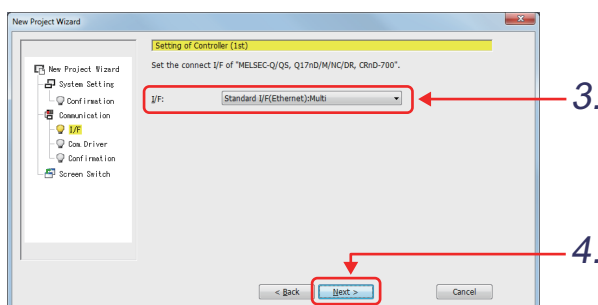 New Project Wizard
Setting of Controller (1st)
Set the connect I/F of "MELSEC-Q/QS, Q17nD/M/NC/DR, CRnD-700".
New Project Wizard
System Setting
Confirmation
Communication
I/F
Com. Driver
Confirmation
Screen Switch
I/F: Standard I/F(Ethernet):Multi
3.
4.
< Back Next > Cancel